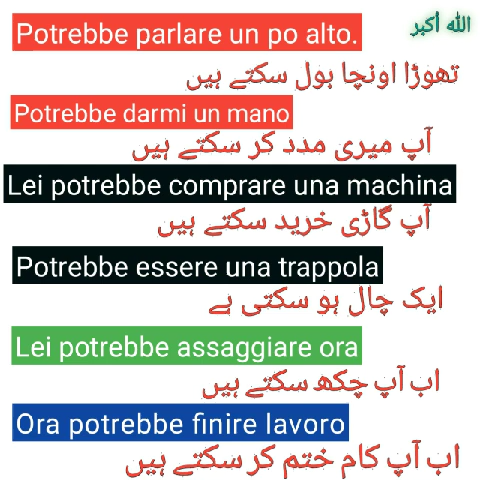 الله أكبر
Potrebbe parlare un po alto.
تھوڑا اونچا بول سکتے ہیں
Potrebbe darmi un mano
آپ میری مدد کر سکتے ہیں
Lei potrebbe comprare una machina
آپ گاڑی خرید سکتے ہیں
Potrebbe essere una trappola
ایک چال ہو سکتی ہے
Lei potrebbe assaggiare ora
اب آپ چکھ سکتے ہیں
Ora potrebbe finire lavoro
اب آپ کام ختم کر سکتے ہیں